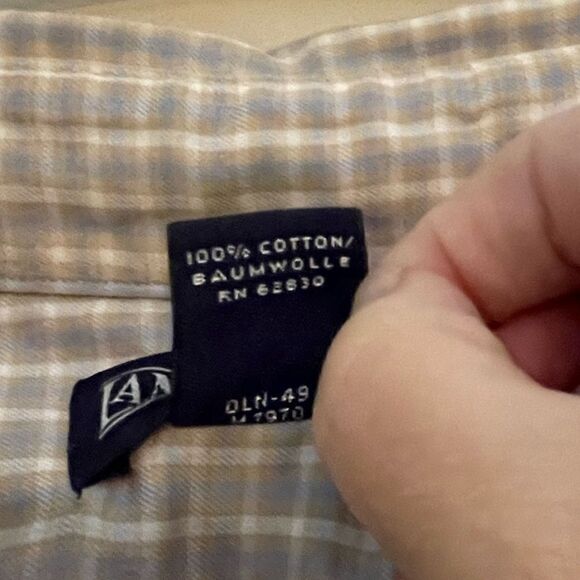 100% COTTON/
BAUMWOLLE
RN 62830
DLN-49